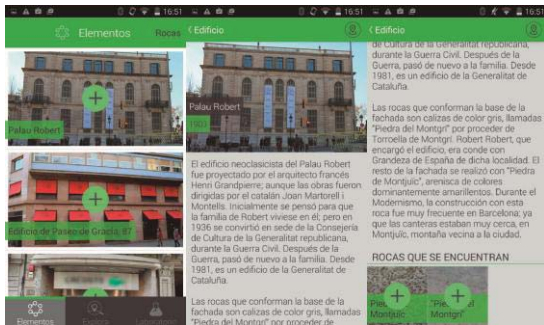 16:51
Elementos
Rocas
Palau Robert
Edificio de Paseo de Gracia, 87
Elementos
16:51
Edificio
Palau Robert
1903
El edificio neoclasicista del Palau Robert
fue proyectado por el arquitecto francés
Henri Grandpierre; aunque las obras fueron
dirigidas por el catalán Joan Martorell i
Montells. Inicialmente se pensó para que
la familia de Robert viviese en él; pero en
1936 se convirtió en sede de la Consejería
de Cultura de la Generalitat republicana,
durante la Guerra Civil. Después de la
Guerra, pasó de nuevo a la familia. Desde
1981, es un edificio de la Generalitat de
Cataluña.
Las rocas que conforman la base de la
fachada son calizas de color gris, llamadas
"Piedra del Montgrí" por proceder de
16:51
Edificio
de Cultura de la Generalitat republicana,
durante la Guerra Civil. Después de la
Guerra, pasó de nuevo a la familia. Desde
1981, es un edificio de la Generalitat de
Cataluña.
Las rocas que conforman la base de la
fachada son calizas de color gris, llamadas
"Piedra del Montgrí" por proceder de
Torroella de Montgrí. Robert Robert, que
encargó el edificio, era conde con
Grandeza de España de dicha localidad. El
resto de la fachada se realizó con "Piedra
de Montjuïc", arenisca de colores
dominantemente amarillentos. Durante el
Modernismo, la construcción con esta
roca fue muy frecuente en Barcelona; ya
que las canteras estaban muy cerca, en
Montjuïc, montaña vecina a la ciudad.
ROCAS QUE SE ENCUENTRAN
Montjuïc
Montgrí"